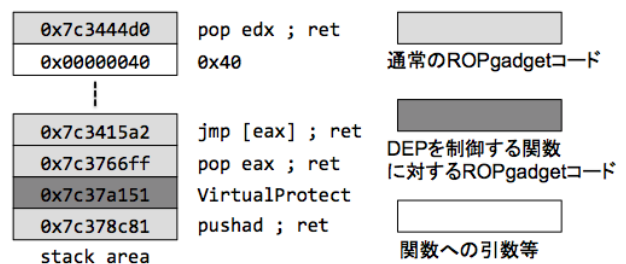 0x7c3444d0 pop edx ; ret
0x00000040 0x40
通常のROPgadgetコード
0x7c3415a2 jmp [eax] ; ret
0x7c3766ff pop eax ; ret
0x7c37a151 VirtualProtect
0x7c378c81 pushad ; ret
stack area
DEPを制御する関数
に対するROPgadgetコード
関数への引数等